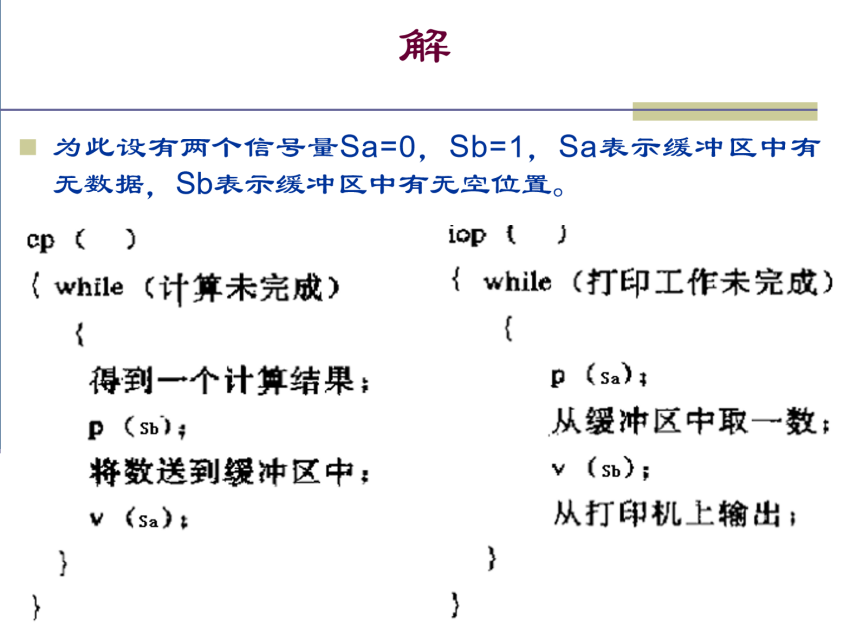 解
为此设有两个信号量Sa=0，Sb=1，Sa表示缓冲区中有
无数据，Sb表示缓冲区中有无空位置。
cp（ ）
{ while（计算未完成）
{
得到一个计算结果；
p（Sb）；
将数送到缓冲区中；
v（Sa）；
}
}
iop（ ）
{ while（打印工作未完成）
{
p（Sa）；
从缓冲区中取一数；
v（Sb）；
从打印机上输出；
}
}